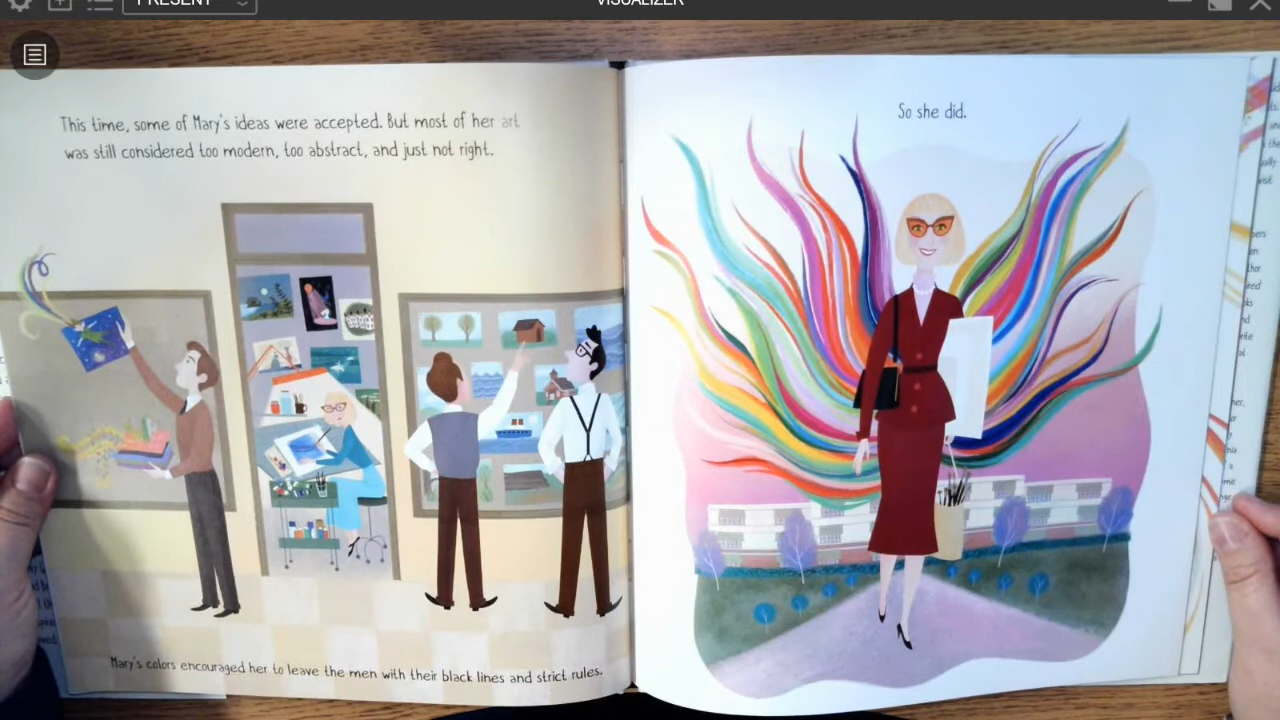 PRESENT
VISUALIZER
This time, some of Mary's ideas were accepted. But most of her art
was still considered too modern, too abstract, and just not right.
Mary's colors encouraged her to leave the men with their black lines and strict rules.
So she did.